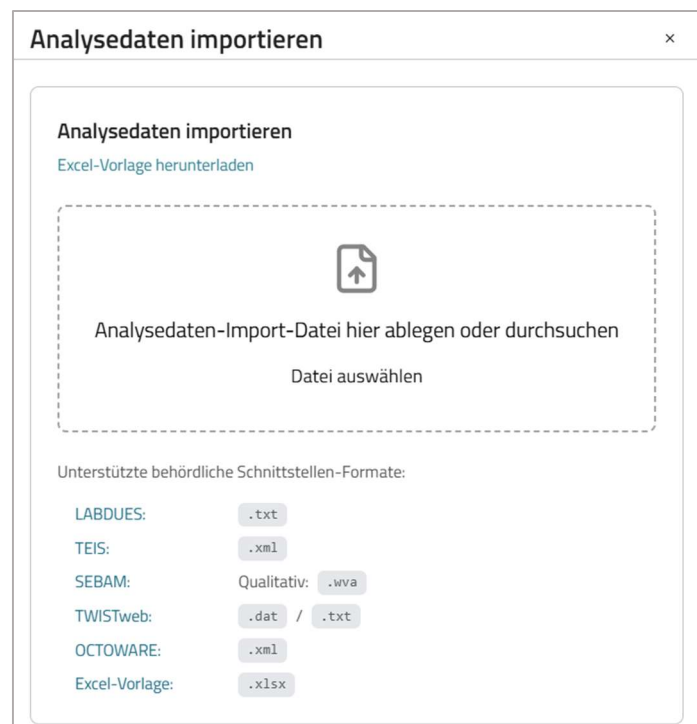 Analysedaten importieren ×
Analysedaten importieren
Excel-Vorlage herunterladen
Analysedaten-Import-Datei hier ablegen oder durchsuchen
Datei auswählen
Unterstützte behördliche Schnittstellen-Formate:
LABDUES: .txt
TEIS: .xml
SEBAM: Qualitativ: .wva
TWISTweb: .dat / .txt
OCTOWARE: .xml
Excel-Vorlage: .xlsx